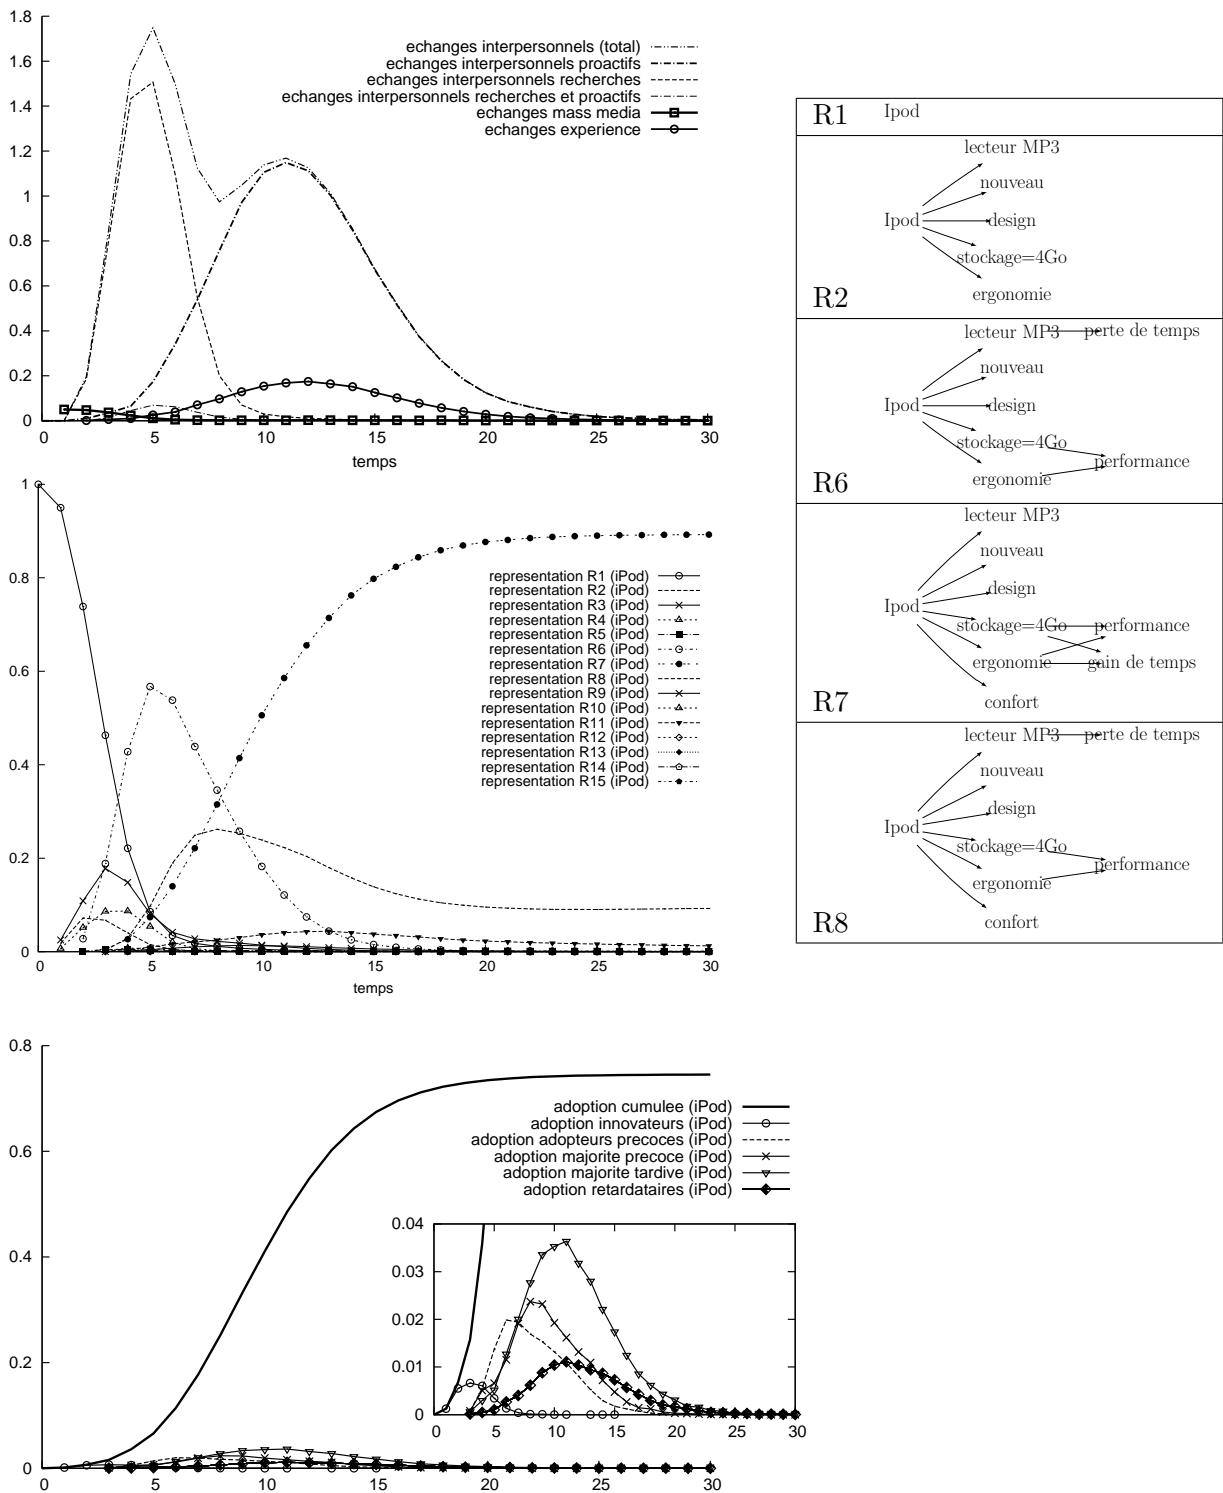 1.8
1.6
1.4
1.2
1
0.8
0.6
0.4
0.2
0
echanges interpersonnels (total)
echanges interpersonnels proactifs
echanges interpersonnels recherches
echanges interpersonnels recherches et proactifs
echanges mass media
echanges experience
0 5 10 15 20 25 30
temps
1
0.8
0.6
0.4
0.2
0
representation R1 (iPod)
representation R2 (iPod)
representation R3 (iPod)
representation R4 (iPod)
representation R5 (iPod)
representation R6 (iPod)
representation R7 (iPod)
representation R8 (iPod)
representation R9 (iPod)
representation R10 (iPod)
representation R11 (iPod)
representation R12 (iPod)
representation R13 (iPod)
representation R14 (iPod)
representation R15 (iPod)
0 5 10 15 20 25 30
temps
R1 Ipod
lecteur MP3
nouveau
Ipod design
stockage=4Go
ergonomie
R2
lecteur MP3 perte de temps
nouveau
Ipod design
stockage=4Go
performance
ergonomie
R6
lecteur MP3
nouveau
design
Ipod
stockage=4Go performance
ergonomie gain de temps
confort
R7
lecteur MP3 perte de temps
nouveau
design
Ipod
stockage=4Go
performance
ergonomie
confort
R8
0.8
0.6
0.4
0.2
0
adoption cumulee (iPod)
adoption innovateurs (iPod)
adoption adopteurs precoces (iPod)
adoption majorite precoce (iPod)
adoption majorite tardive (iPod)
adoption retardataires (iPod)
0.04
0.03
0.02
0.01
0
0 5 10 15 20 25 30
0 5 10 15 20 25 30